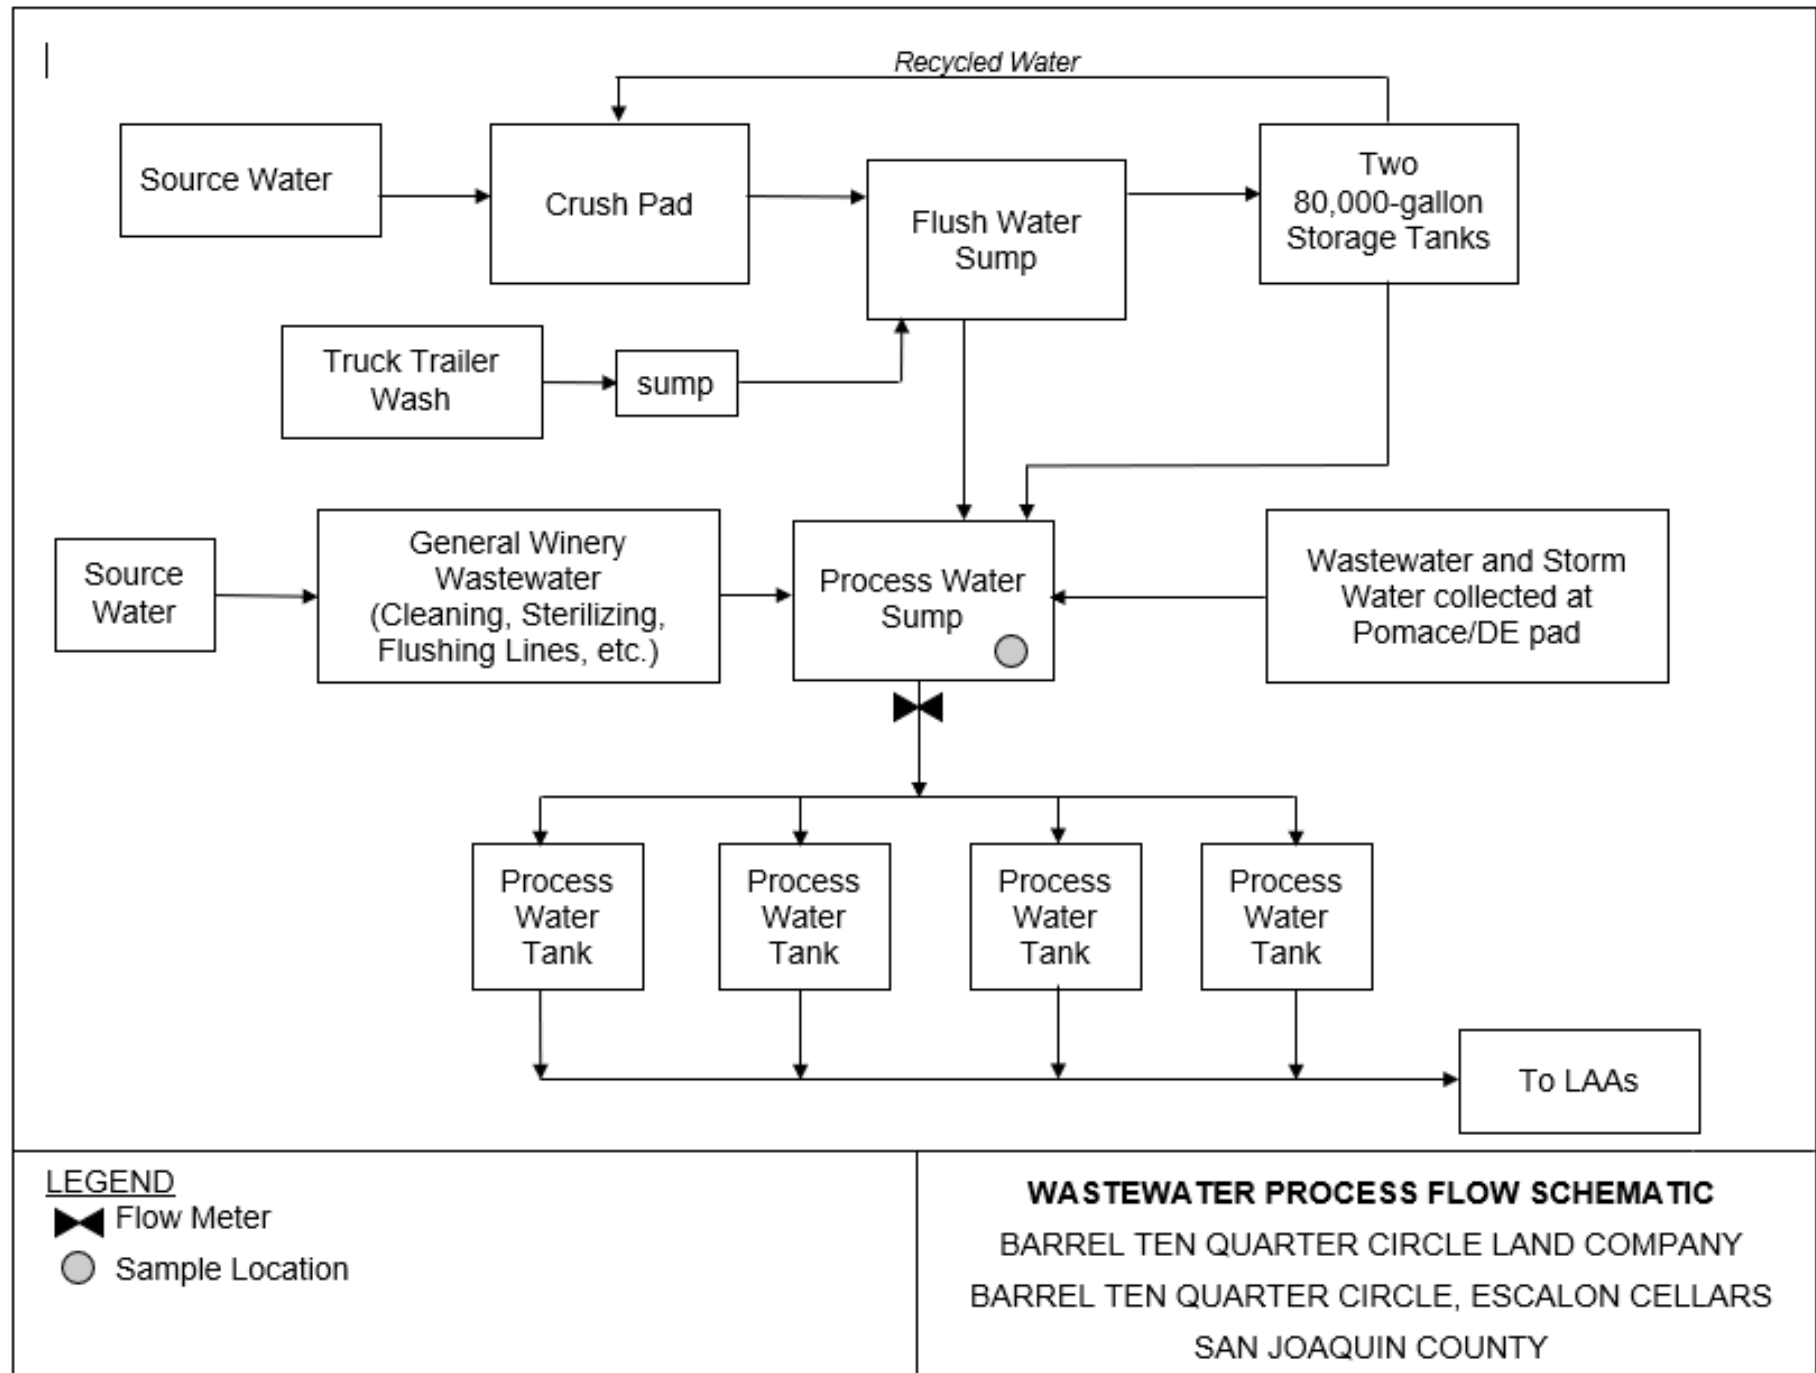 Recycled Water
Source Water
Crush Pad
Flush Water
Sump
Two
80,000-gallon
Storage Tanks
Truck Trailer
Wash
sump
Source
Water
General Winery
Wastewater
(Cleaning, Sterilizing,
Flushing Lines, etc.)
Process Water
Sump
Wastewater and Storm
Water collected at
Pomace/DE pad
Process
Water
Tank
Process
Water
Tank
Process
Water
Tank
Process
Water
Tank
To LAAs
LEGEND
Flow Meter
Sample Location
WASTEWATER PROCESS FLOW SCHEMATIC
BARREL TEN QUARTER CIRCLE LAND COMPANY
BARREL TEN QUARTER CIRCLE, ESCALON CELLARS
SAN JOAQUIN COUNTY